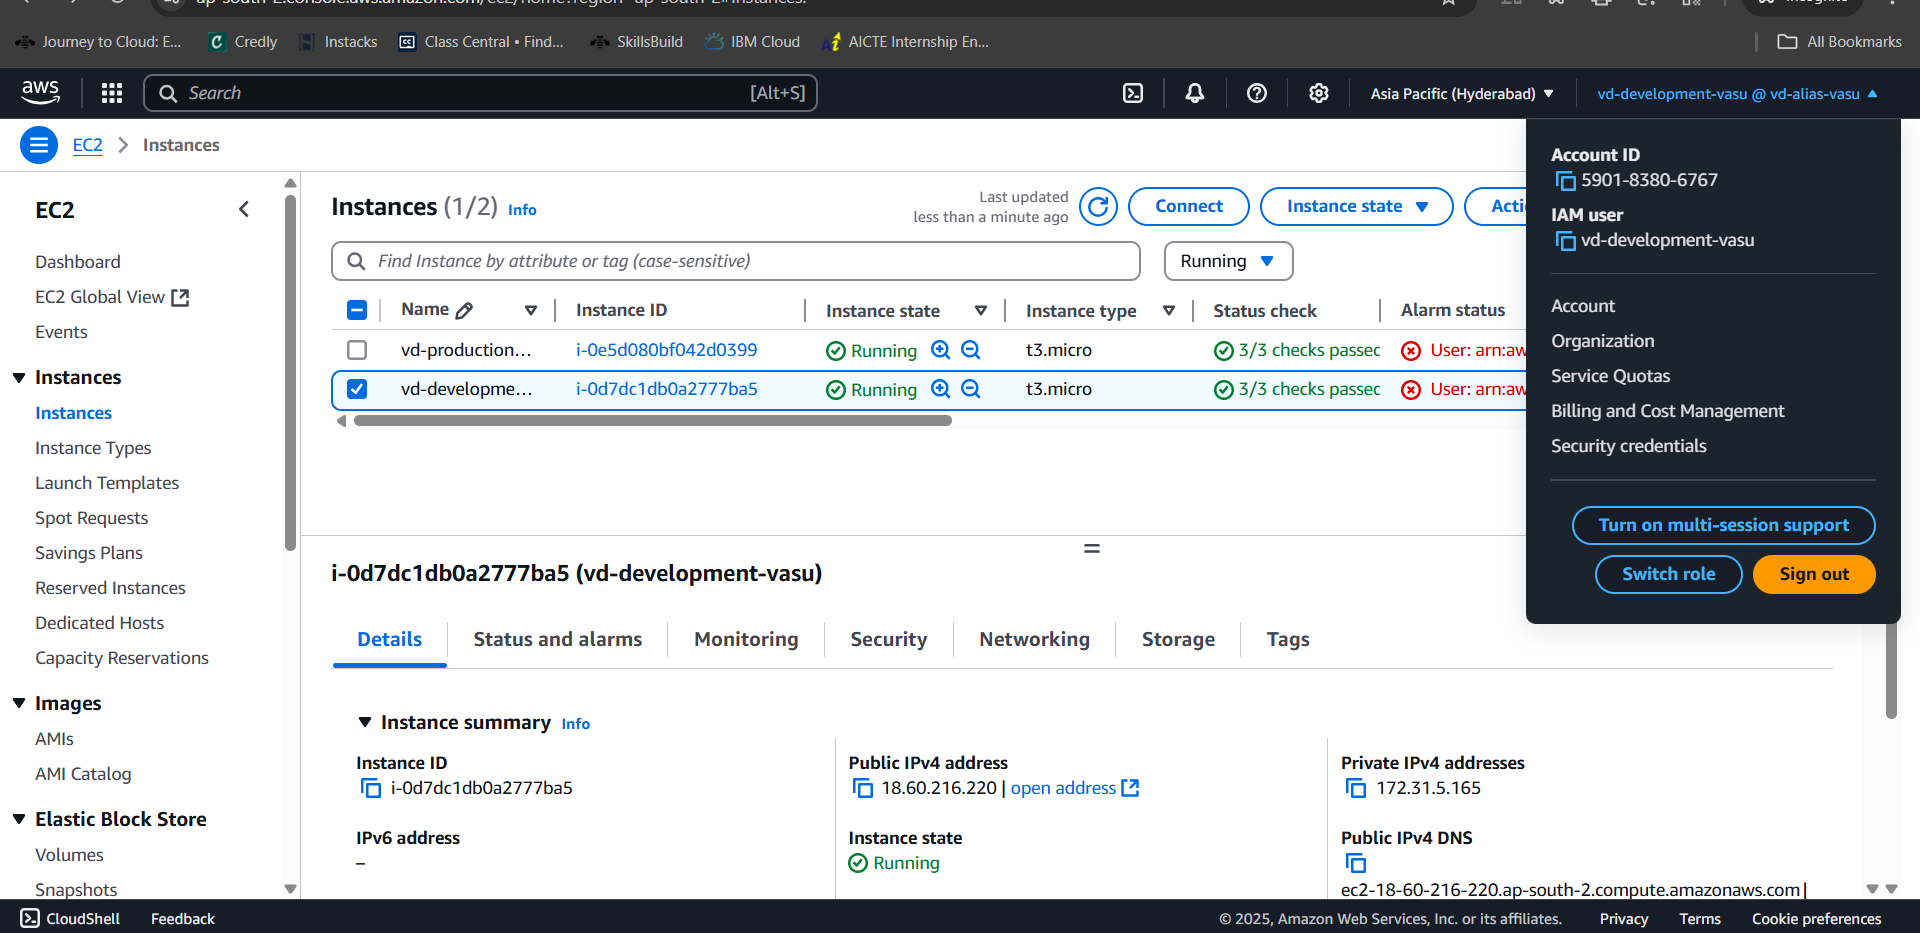 Journey to Cloud: E...
Credly
Instacks
Class Central • Find...
SkillsBuild
IBM Cloud
AICTE Internship En...
All Bookmarks
aws
Search
[Alt+S]
Asia Pacific (Hyderabad)
vd-development-vasu @ vd-alias-vasu
EC2
Instances
Account ID
5901-8380-6767
IAM user
vd-development-vasu
Account
Organization
Service Quotas
Billing and Cost Management
Security credentials
Turn on multi-session support
Switch role
Sign out
EC2
Dashboard
EC2 Global View
Events
Instances
Instances
Instance Types
Launch Templates
Spot Requests
Savings Plans
Reserved Instances
Dedicated Hosts
Capacity Reservations
Images
AMIs
AMI Catalog
Elastic Block Store
Volumes
Snapshots
Instances (1/2) Info
Last updated
less than a minute ago
Connect
Instance state
Acti
Find Instance by attribute or tag (case-sensitive)
Running
Name
Instance ID
Instance state
Instance type
Status check
Alarm status
vd-production... i-0e5d080bf042d0399 Running t3.micro 3/3 checks passed User: arn:aw
vd-developme... i-0d7dc1db0a2777ba5 Running t3.micro 3/3 checks passed User: arn:aw
i-0d7dc1db0a2777ba5 (vd-development-vasu)
Details
Status and alarms
Monitoring
Security
Networking
Storage
Tags
Instance summary Info
Instance ID
i-0d7dc1db0a2777ba5
Public IPv4 address
18.60.216.220 | open address
Private IPv4 addresses
172.31.5.165
IPv6 address
–
Instance state
Running
Public IPv4 DNS
ec2-18-60-216-220.ap-south-2.compute.amazonaws.com |
CloudShell
Feedback
© 2025, Amazon Web Services, Inc. or its affiliates.
Privacy
Terms
Cookie preferences